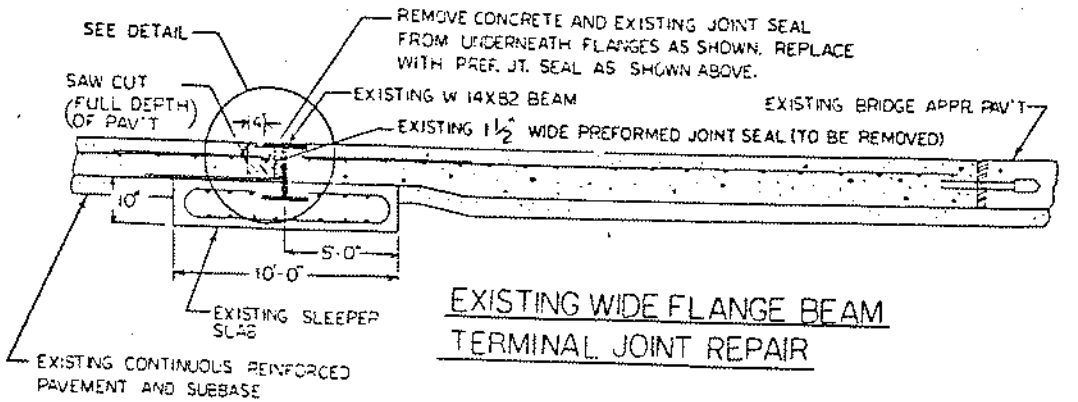 REMOVE CONCRETE AND EXISTING JOINT SEAL
FROM UNDERNEATH FLANGES AS SHOWN. REPLACE
WITH PREF. JT. SEAL AS SHOWN ABOVE.
SEE DETAIL
SAW CUT
(FULL DEPTH)
OF PAV'T
EXISTING W 14X82 BEAM
EXISTING BRIDGE APPR. PAV'T
EXISTING 1 1/2" WIDE PREFORMED JOINT SEAL (TO BE REMOVED)
10"
5'-0"
10'-0"
EXISTING SLEEPER
SLAB
EXISTING WIDE FLANGE BEAM
TERMINAL JOINT REPAIR
EXISTING CONTINUOUS REINFORCED
PAVEMENT AND SUBBASE